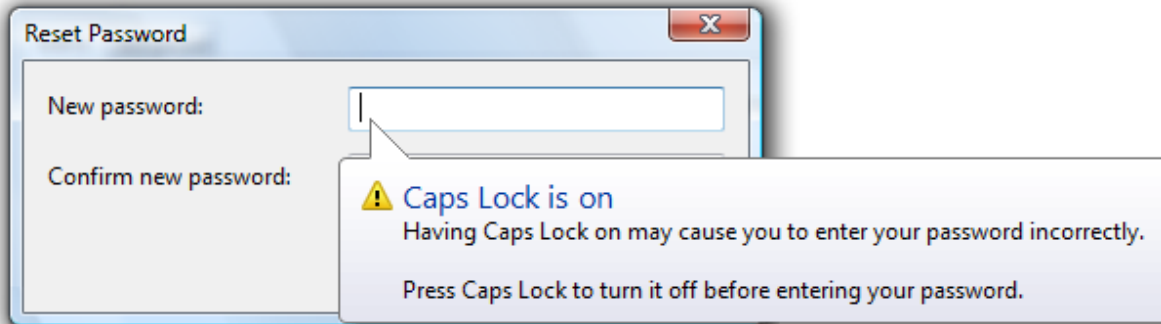 Reset Password
New password:
Confirm new password:
Caps Lock is on
Having Caps Lock on may cause you to enter your password incorrectly.
Press Caps Lock to turn it off before entering your password.